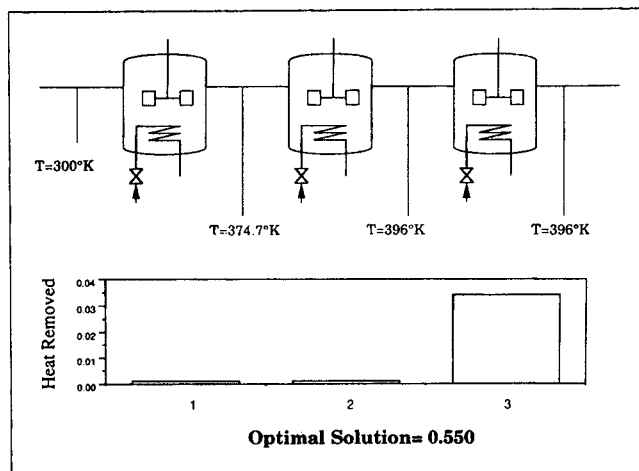 T=300°K
T=374.7°K
T=396°K
T=396°K
Heat Removed
0.04
0.03
0.02
0.01
0.00
1
2
3
Optimal Solution= 0.550